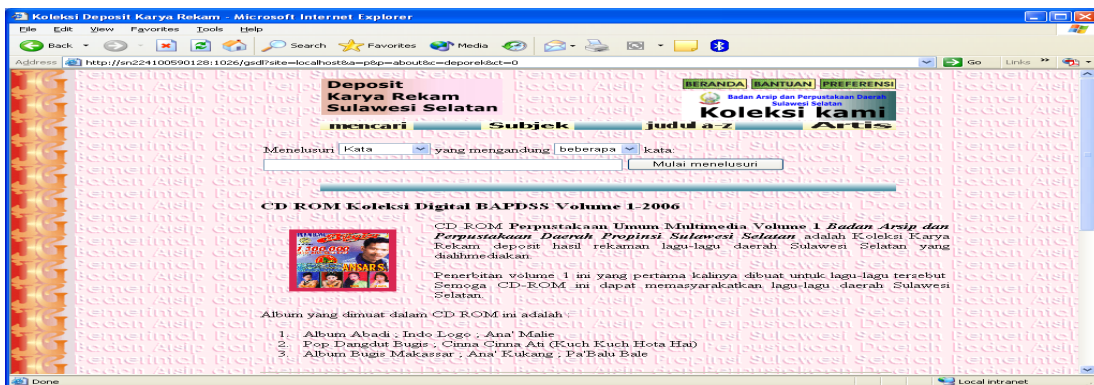 Koleksi Deposit Karya Rekam - Microsoft Internet Explorer
File Edit View Favorites Tools Help
Back Search Favorites Media
Address http://sn224100590128:1026/gsdl?site=localhost&a=p&p=about&c=deporek&ct=0 Go Links
Deposit
Karya Rekam
Sulawesi Selatan
BERANDA BANTUAN PREFERENSI
Badan Arsip dan Perpustakaan Daerah
Sulawesi Selatan
Koleksi kami
mencari Subjek judul a-z Artis
Menelusuri Kata yang mengandung beberapa kata:
Mulai menelusuri
CD ROM Koleksi Digital BAPDSS Volume 1-2006
CD ROM Perpustakaan Umum Multimedia Volume 1 Badan Arsip dan
Perpustakaan Daerah Propinsi Sulawesi Selatan adalah Koleksi Karya
Rekam deposit hasil rekaman lagu-lagu daerah Sulawesi Selatan yang
dialihmediakan.
Penerbitan volume 1 ini yang pertama kalinya dibuat untuk lagu-lagu tersebut
Semoga CD-ROM ini dapat memasyarakatkan lagu-lagu daerah Sulawesi
Selatan.
ANSAR S.
Album yang dimuat dalam CD ROM ini adalah :
1. Album Abadi ; Indo Logo ; Ana' Malie
2. Pop Dangdut Bugis ; Cinna Cinna Ati (Kuch Kuch Hota Hai)
3. Album Bugis Makassar ; Ana' Kukang ; Pa'Balu Bale
Done Local intranet